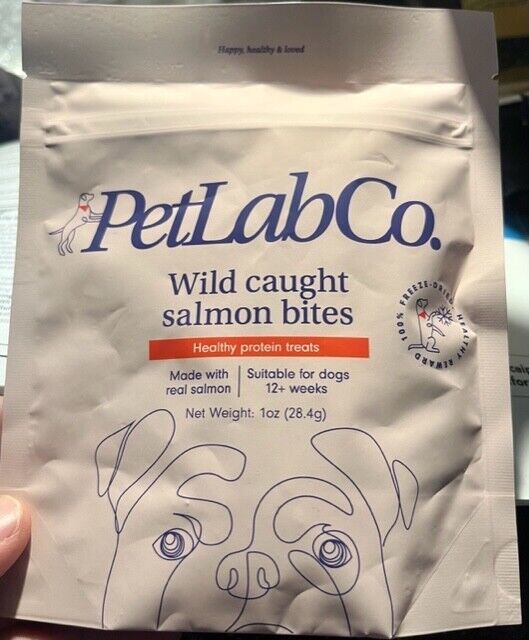 Happy, healthy & loved
PetLabCo.
Wild caught
salmon bites
Healthy protein treats
Made with
real salmon
Suitable for dogs
12+ weeks
Net Weight: 1oz (28.4g)
100% FREEZE-DRIED HEALTHY REWARD